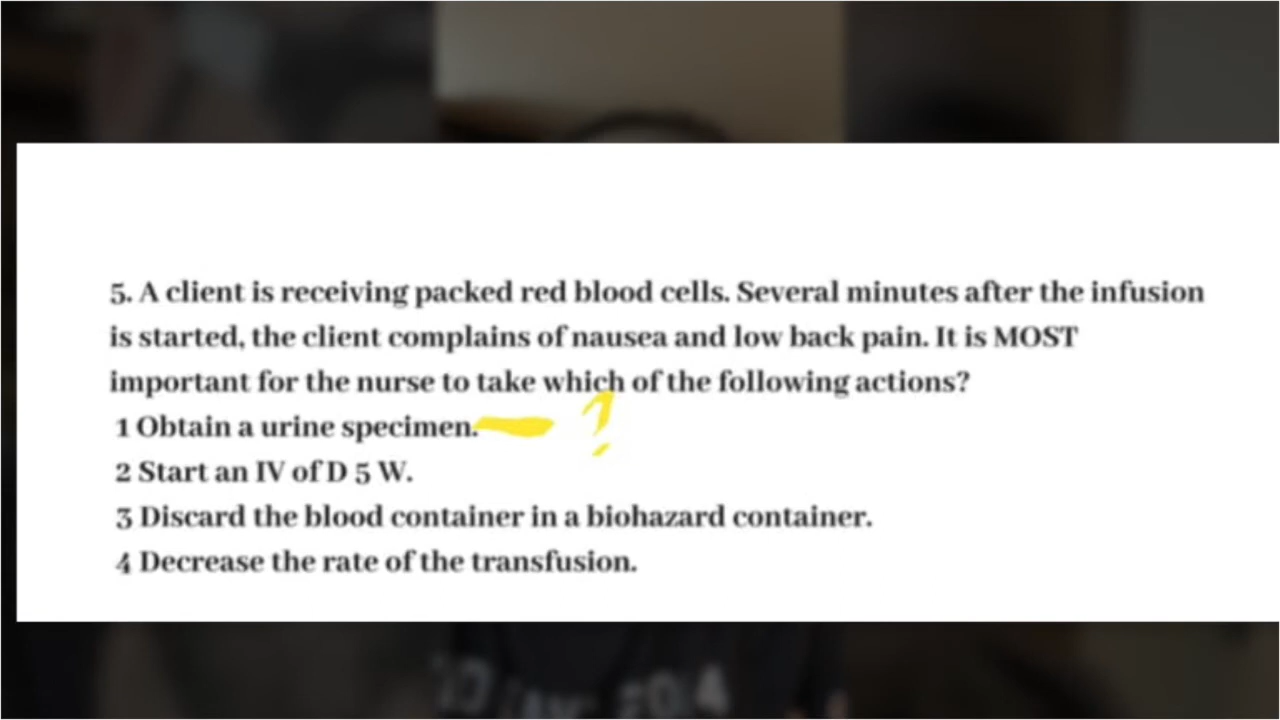 5. A client is receiving packed red blood cells. Several minutes after the infusion
is started, the client complains of nausea and low back pain. It is MOST
important for the nurse to take which of the following actions?
1 Obtain a urine specimen. ?
2 Start an IV of D 5 W.
3 Discard the blood container in a biohazard container.
4 Decrease the rate of the transfusion.